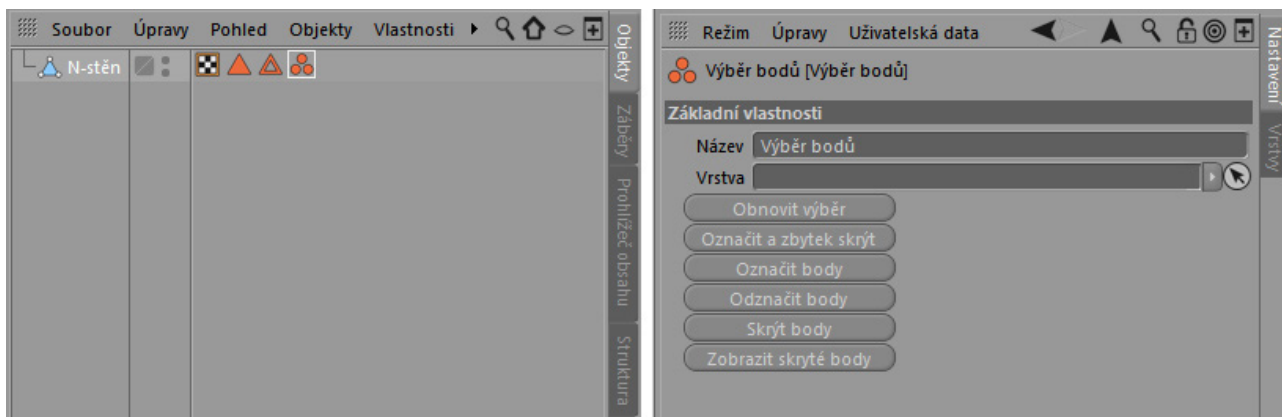 Soubor Úpravy Pohled Objekty Vlastnosti
N-stěn
Objekty
Záběry
Prohlížeč obsahu
Struktura
Režim Úpravy Uživatelská data
Výběr bodů [Výběr bodů]
Základní vlastnosti
Název Výběr bodů
Vrstva
Obnovit výběr
Označit a zbytek skrýt
Označit body
Odznačit body
Skrýt body
Zobrazit skryté body
Nastavení
Vrstvy